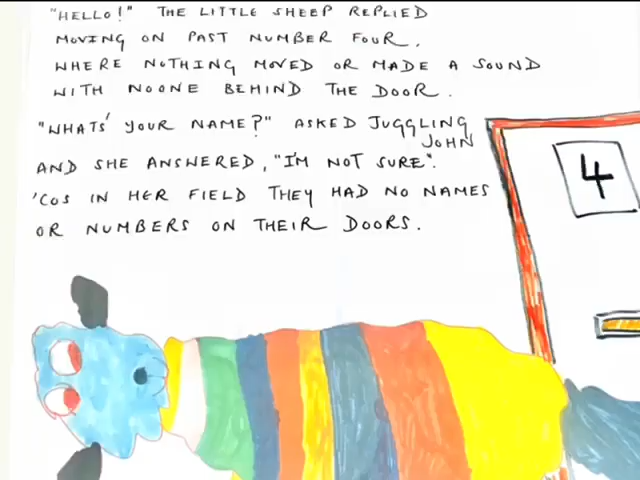 "HELLO!" THE LITTLE SHEEP REPLIED
MOVING ON PAST NUMBER FOUR,
WHERE NOTHING MOVED OR MADE A SOUND
WITH NOONE BEHIND THE DOOR.
"WHATS' YOUR NAME?" ASKED JUGGLING
JOHN
AND SHE ANSWERED, "I'M NOT SURE".
'COS IN HER FIELD THEY HAD NO NAMES
OR NUMBERS ON THEIR DOORS.
4